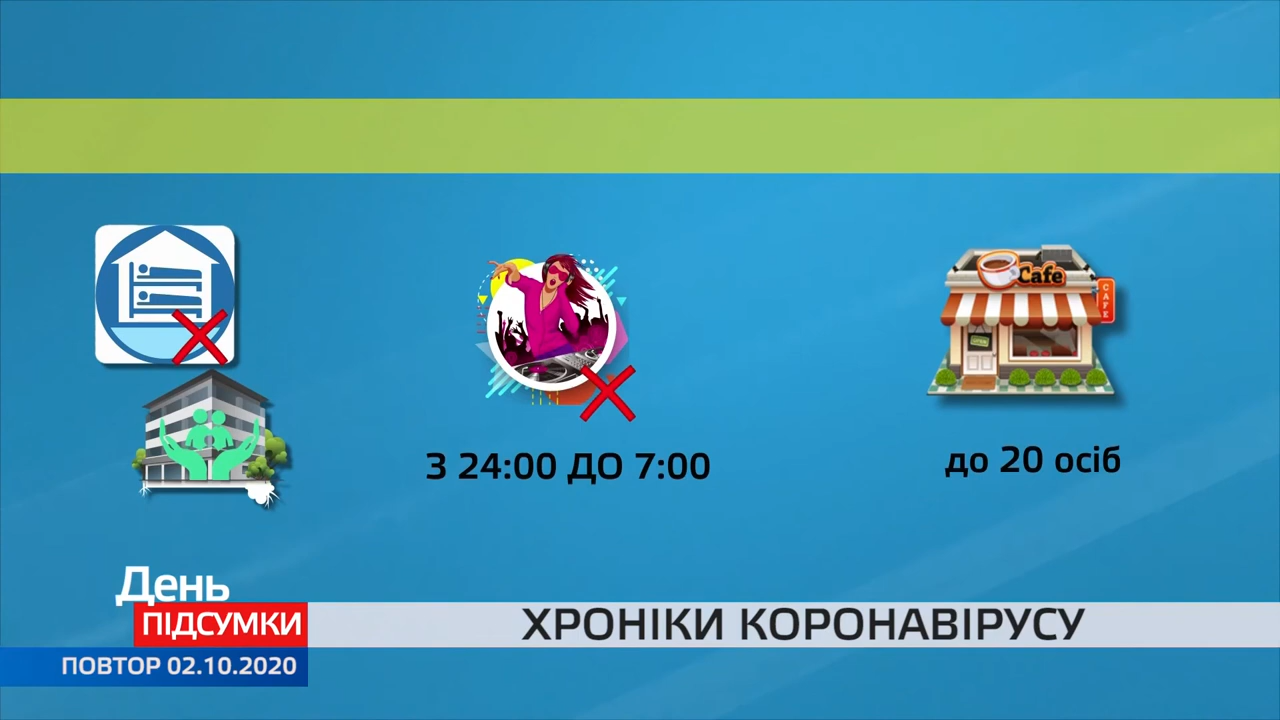 Cafe
CAFE
З 24:00 ДО 7:00
до 20 осіб
День
ПІДСУМКИ
ХРОНІКИ КОРОНАВІРУСУ
ПОВТОР 02.10.2020